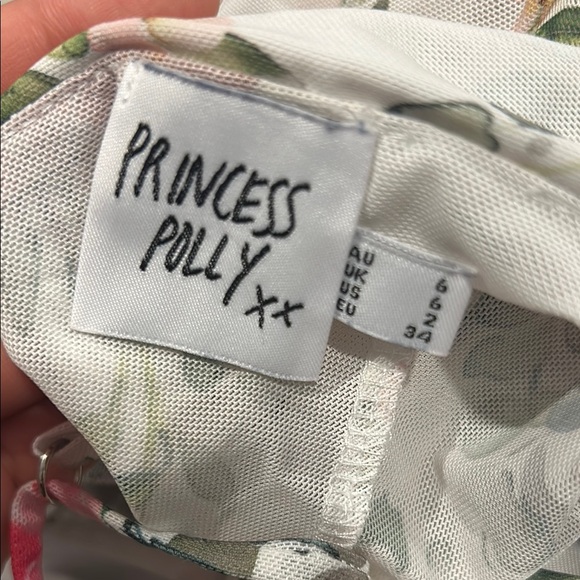 PRINCESS
POLLY
xx
AU 6
UK 6
US 2
EU 34